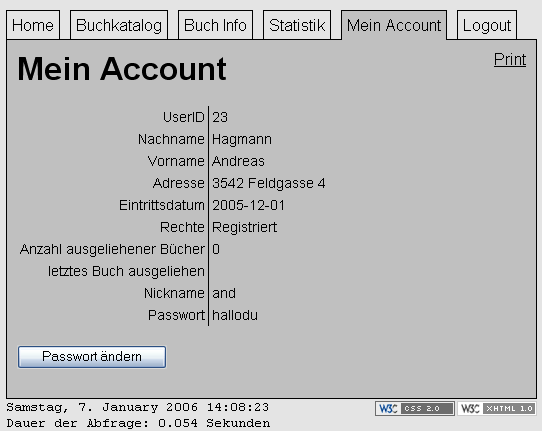 Home Buchkatalog Buch Info Statistik Mein Account Logout
Mein Account
Print
UserID 23
Nachname Hagmann
Vorname Andreas
Adresse 3542 Feldgasse 4
Eintrittsdatum 2005-12-01
Rechte Registriert
Anzahl ausgeliehener Bücher 0
letztes Buch ausgeliehen
Nickname and
Passwort hallodu
Passwort ändern
Samstag, 7. January 2006 14:08:23
W3C CSS 2.0 W3C XHTML 1.0
Dauer der Abfrage: 0.054 Sekunden